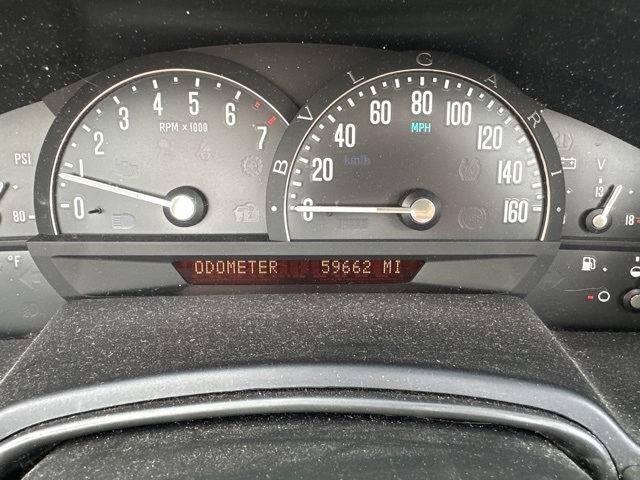 BVLGARI
0 1 2 3 4 5 6 7
RPM × 1000
0 20 40 60 80 100 120 140 160
MPH
km/h
PSI
80
°F
V
13
18
ODOMETER 59662 MI